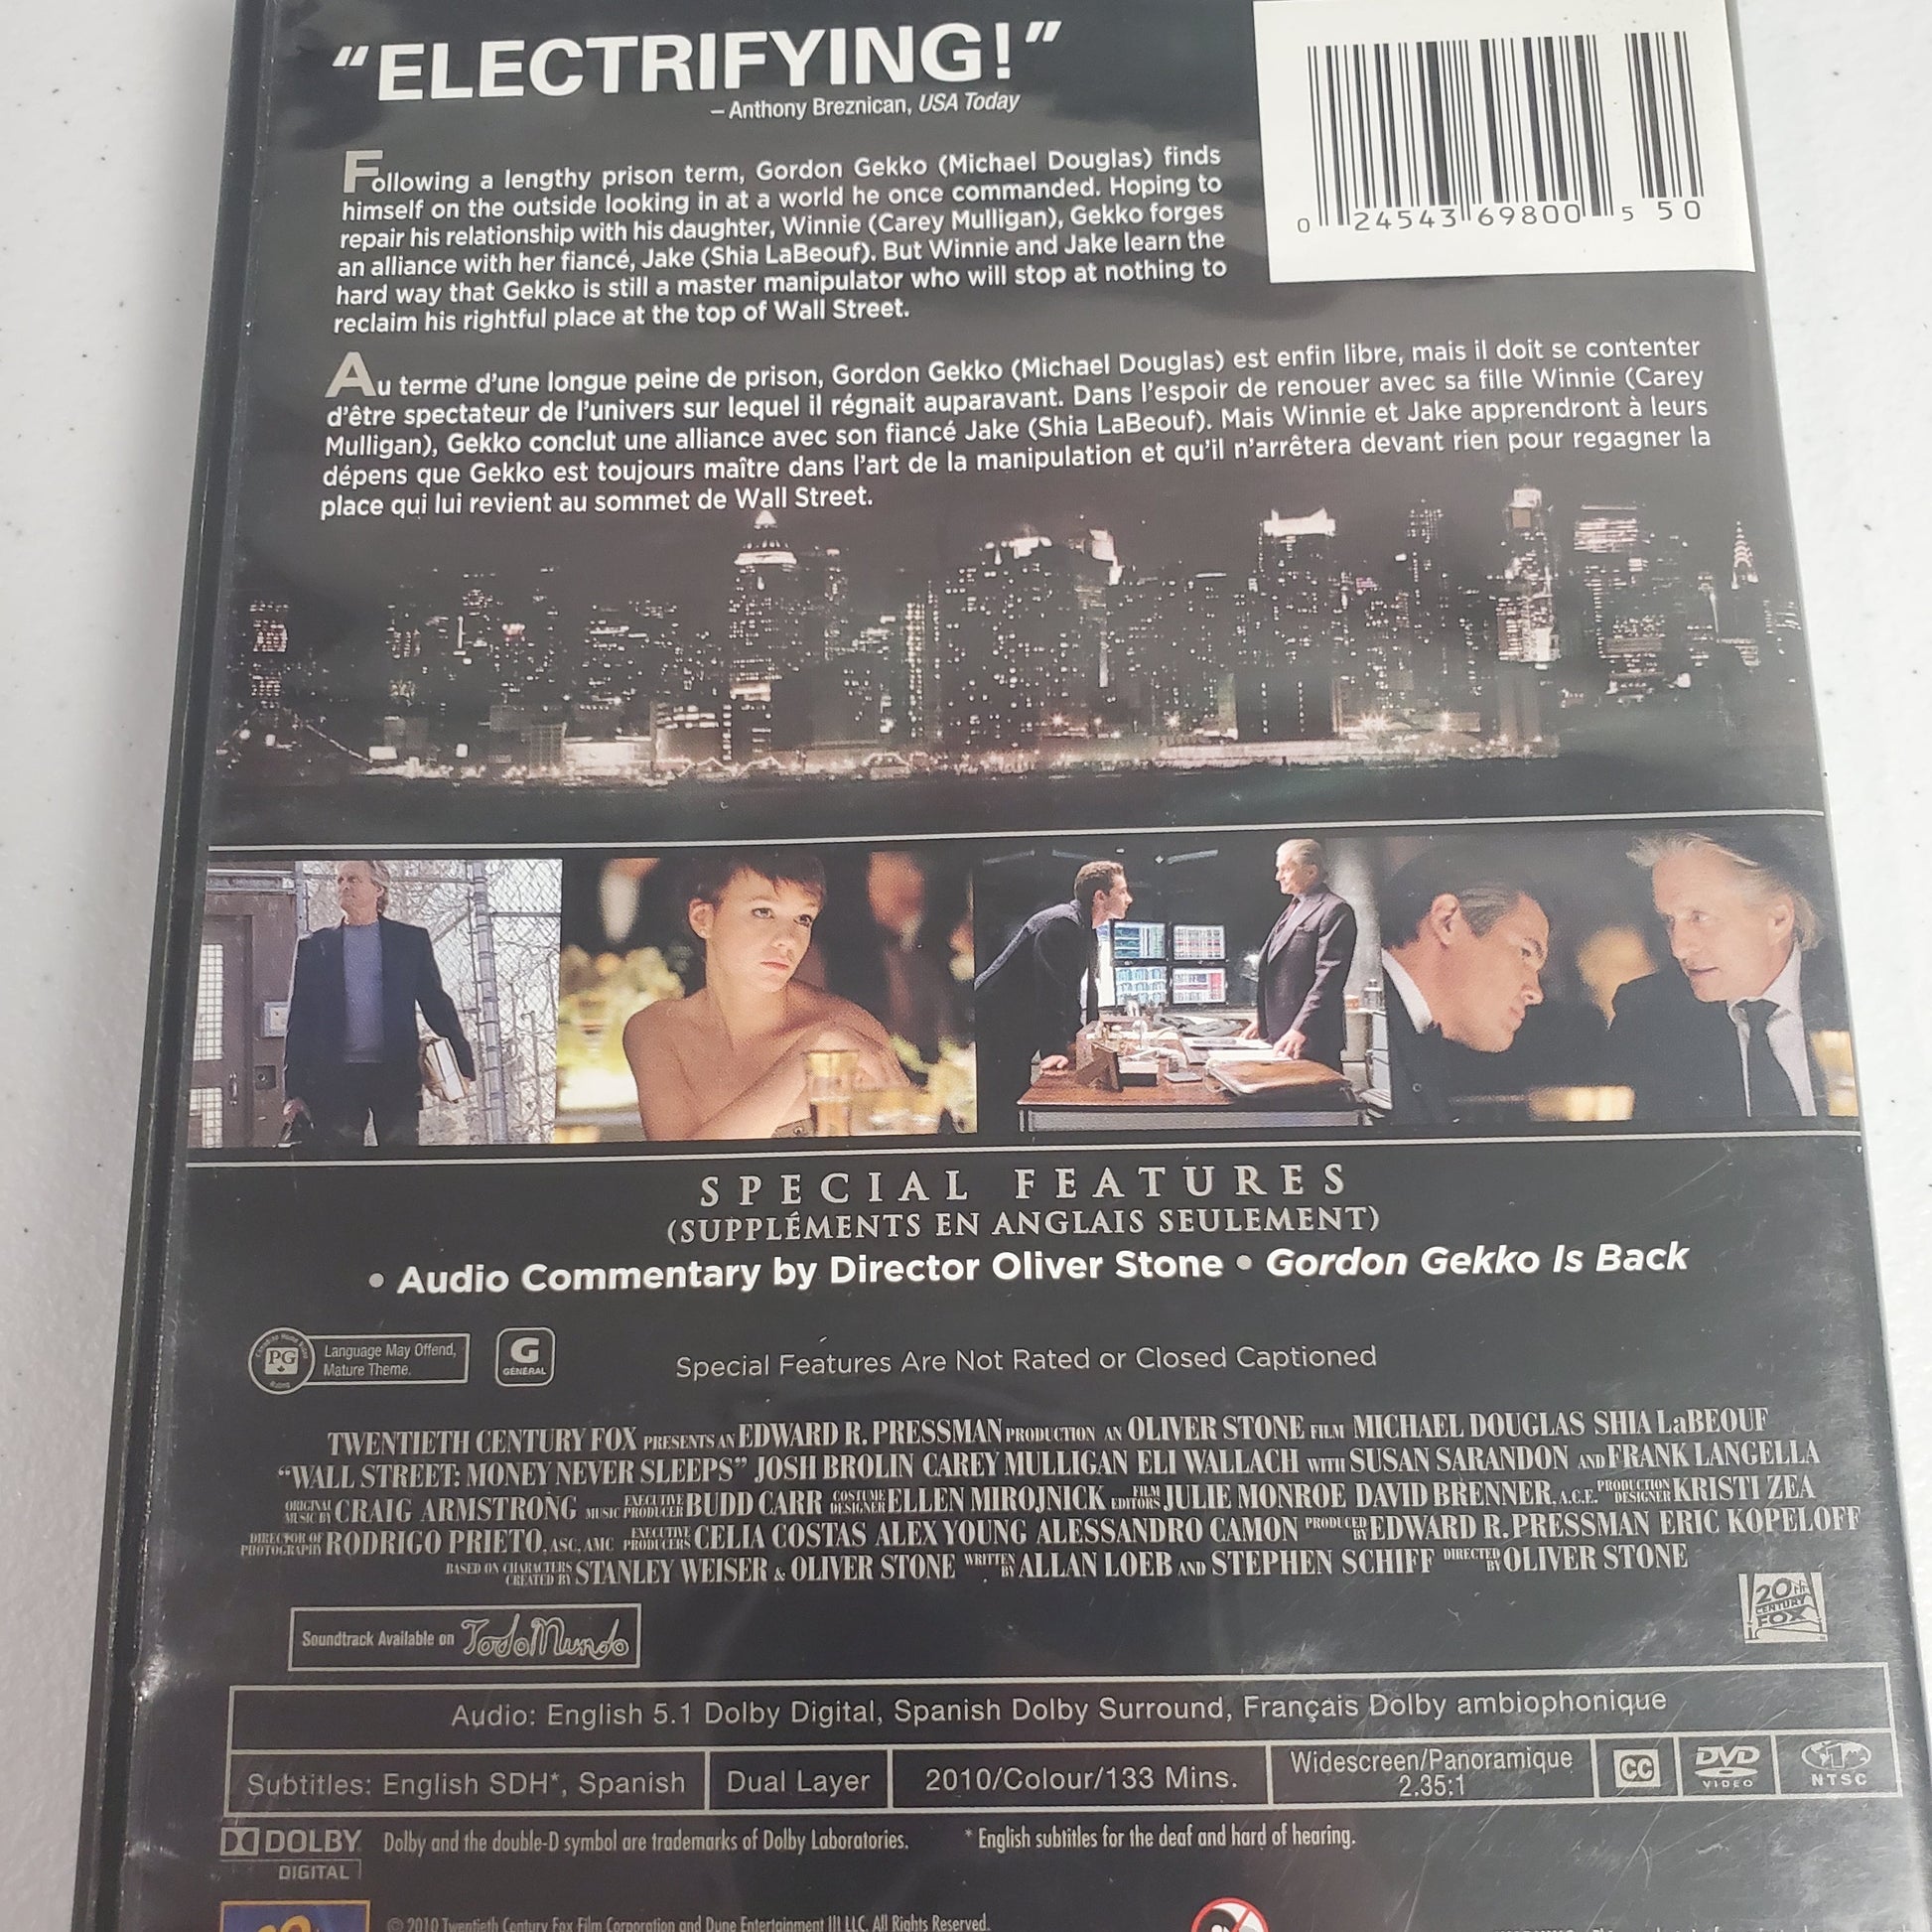 “ELECTRIFYING!”
– Anthony Breznican, USA Today
0 24543 69800 5 50
Following a lengthy prison term, Gordon Gekko (Michael Douglas) finds
himself on the outside looking in at a world he once commanded. Hoping to
repair his relationship with his daughter, Winnie (Carey Mulligan), Gekko forges
an alliance with her fiancé, Jake (Shia LaBeouf). But Winnie and Jake learn the
hard way that Gekko is still a master manipulator who will stop at nothing to
reclaim his rightful place at the top of Wall Street.
Au terme d’une longue peine de prison, Gordon Gekko (Michael Douglas) est enfin libre, mais il doit se contenter
d’être spectateur de l’univers sur lequel il régnait auparavant. Dans l’espoir de renouer avec sa fille Winnie (Carey
Mulligan), Gekko conclut une alliance avec son fiancé Jake (Shia LaBeouf). Mais Winnie et Jake apprendront à leurs
dépens que Gekko est toujours maître dans l’art de la manipulation et qu’il n’arrêtera devant rien pour regagner la
place qui lui revient au sommet de Wall Street.
SPECIAL FEATURES
(SUPPLÉMENTS EN ANGLAIS SEULEMENT)
• Audio Commentary by Director Oliver Stone • Gordon Gekko Is Back
PG
Language May Offend,
Mature Theme.
G
GENERAL
Special Features Are Not Rated or Closed Captioned
TWENTIETH CENTURY FOX PRESENTS AN EDWARD R. PRESSMAN PRODUCTION AN OLIVER STONE FILM MICHAEL DOUGLAS SHIA LaBEOUF
“WALL STREET: MONEY NEVER SLEEPS” JOSH BROLIN CAREY MULLIGAN ELI WALLACH WITH SUSAN SARANDON AND FRANK LANGELLA
ORIGINAL MUSIC BY CRAIG ARMSTRONG EXECUTIVE MUSIC PRODUCER BUDD CARR COSTUME DESIGNER ELLEN MIROJNICK FILM EDITORS JULIE MONROE DAVID BRENNER, A.C.E. PRODUCTION DESIGNER KRISTI ZEA
DIRECTOR OF PHOTOGRAPHY RODRIGO PRIETO, ASC, AMC EXECUTIVE PRODUCERS CELIA COSTAS ALEX YOUNG ALESSANDRO CAMON PRODUCED BY EDWARD R. PRESSMAN ERIC KOPELOFF
BASED ON CHARACTERS CREATED BY STANLEY WEISER & OLIVER STONE WRITTEN BY ALLAN LOEB AND STEPHEN SCHIFF DIRECTED BY OLIVER STONE
20th CENTURY FOX
Soundtrack Available on TodoMundo
Audio: English 5.1 Dolby Digital, Spanish Dolby Surround, Français Dolby ambiophonique
Subtitles: English SDH*, Spanish
Dual Layer
2010/Colour/133 Mins.
Widescreen/Panoramique
2.35:1
CC
DVD
VIDEO
1
NTSC
DOLBY
DIGITAL
Dolby and the double-D symbol are trademarks of Dolby Laboratories.
* English subtitles for the deaf and hard of hearing.
© 2010 Twentieth Century Fox Film Corporation and Dune Entertainment III LLC. All Rights Reserved.